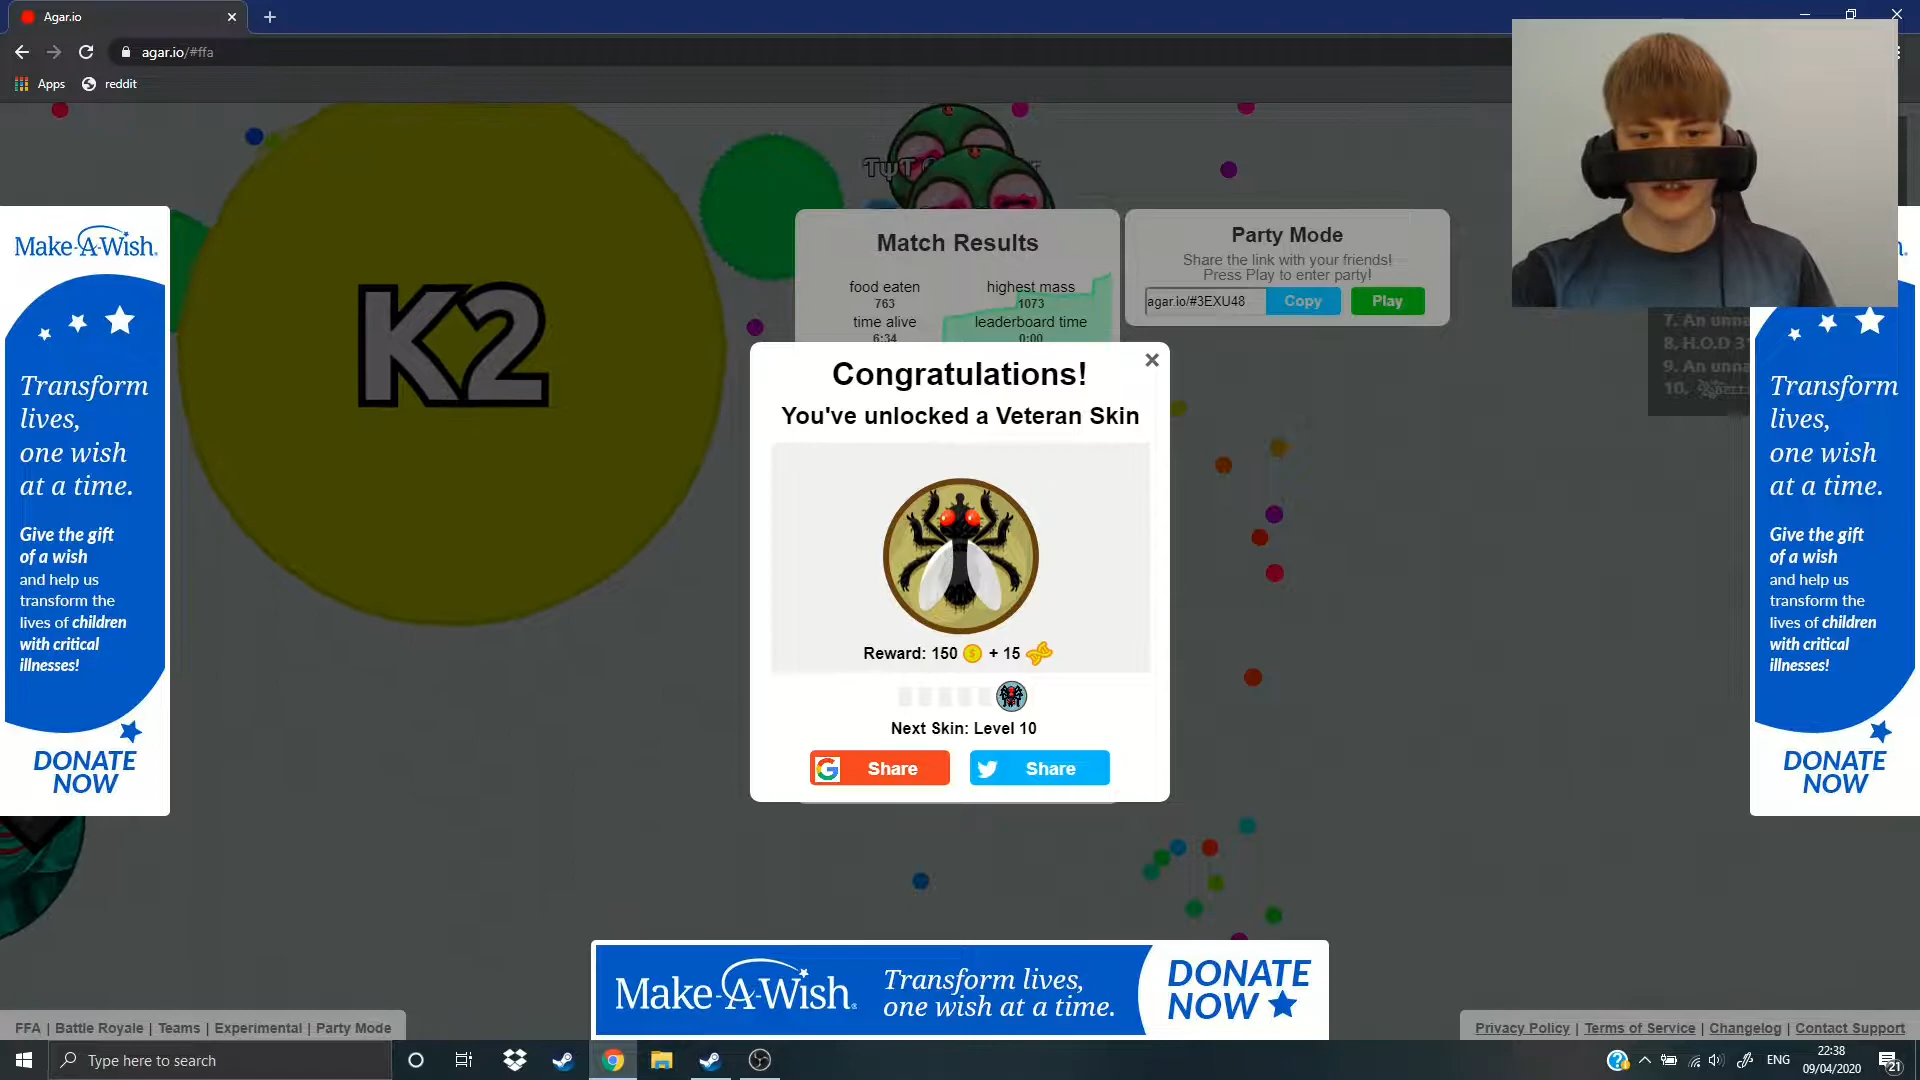 Agar.io
agar.io/#ffa
Apps
reddit
K2
Match Results
food eaten
763
highest mass
1073
time alive
6:34
leaderboard time
0:00
Party Mode
Share the link with your friends!
Press Play to enter party!
agar.io/#3EXU48
Copy
Play
8. H.O.D
Congratulations!
You've unlocked a Veteran Skin
Reward: 150 + 15
Next Skin: Level 10
Share
Share
Make-A-Wish.
Transform
lives,
one wish
at a time.
Give the gift
of a wish
and help us
transform the
lives of children
with critical
illnesses!
DONATE
NOW
Transform
lives,
one wish
at a time.
Give the gift
of a wish
and help us
transform the
lives of children
with critical
illnesses!
DONATE
NOW
Make-A-Wish.
Transform lives,
one wish at a time.
DONATE
NOW
FFA | Battle Royale | Teams | Experimental | Party Mode
Privacy Policy | Terms of Service | Changelog | Contact Support
Type here to search
ENG
22:38
09/04/2020
21